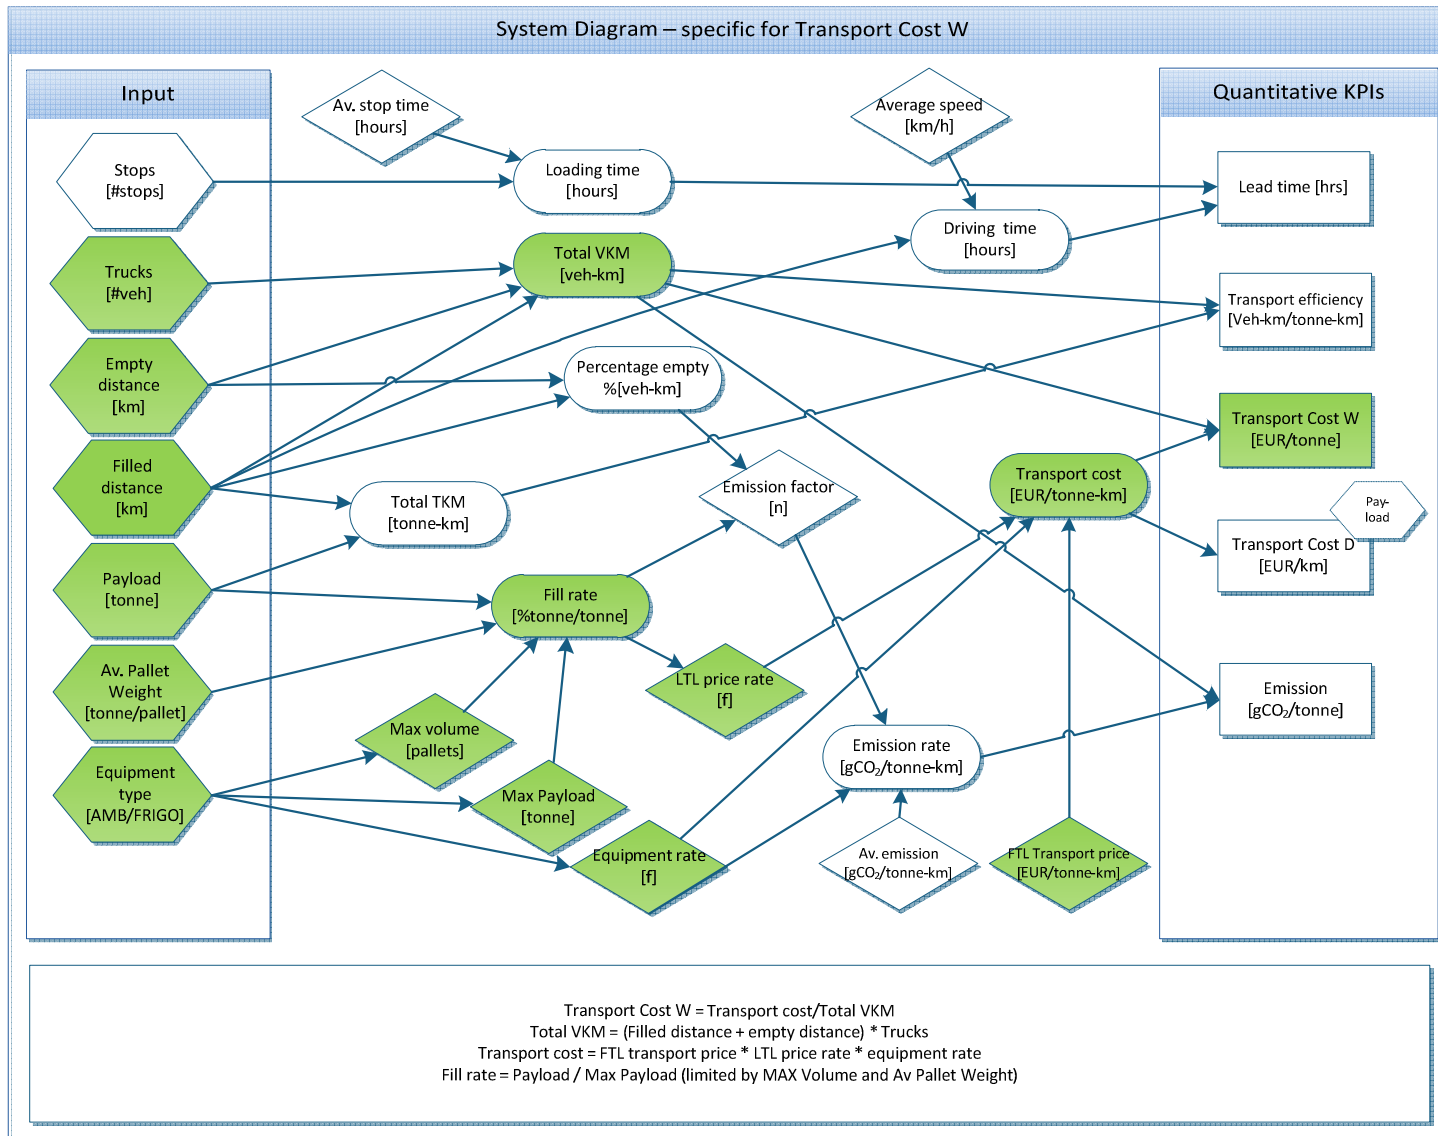 System Diagram – specific for Transport Cost W
Input
Quantitative KPIs
Av. stop time
[hours]
Average speed
[km/h]
Stops
[#stops]
Loading time
[hours]
Lead time [hrs]
Driving time
[hours]
Trucks
[#veh]
Total VKM
[veh-km]
Transport efficiency
[Veh-km/tonne-km]
Empty
distance
[km]
Percentage empty
%[veh-km]
Transport Cost W
[EUR/tonne]
Filled
distance
[km]
Total TKM
[tonne-km]
Emission factor
[n]
Transport cost
[EUR/tonne-km]
Pay-
load
Transport Cost D
[EUR/km]
Payload
[tonne]
Fill rate
[%tonne/tonne]
Av. Pallet
Weight
[tonne/pallet]
LTL price rate
[f]
Emission
[gCO₂/tonne]
Max volume
[pallets]
Emission rate
[gCO₂/tonne-km]
Equipment
type
[AMB/FRIGO]
Max Payload
[tonne]
Equipment rate
[f]
Av. emission
[gCO₂/tonne-km]
FTL Transport price
[EUR/tonne-km]
Transport Cost W = Transport cost/Total VKM
Total VKM = (Filled distance + empty distance) * Trucks
Transport cost = FTL transport price * LTL price rate * equipment rate
Fill rate = Payload / Max Payload (limited by MAX Volume and Av Pallet Weight)